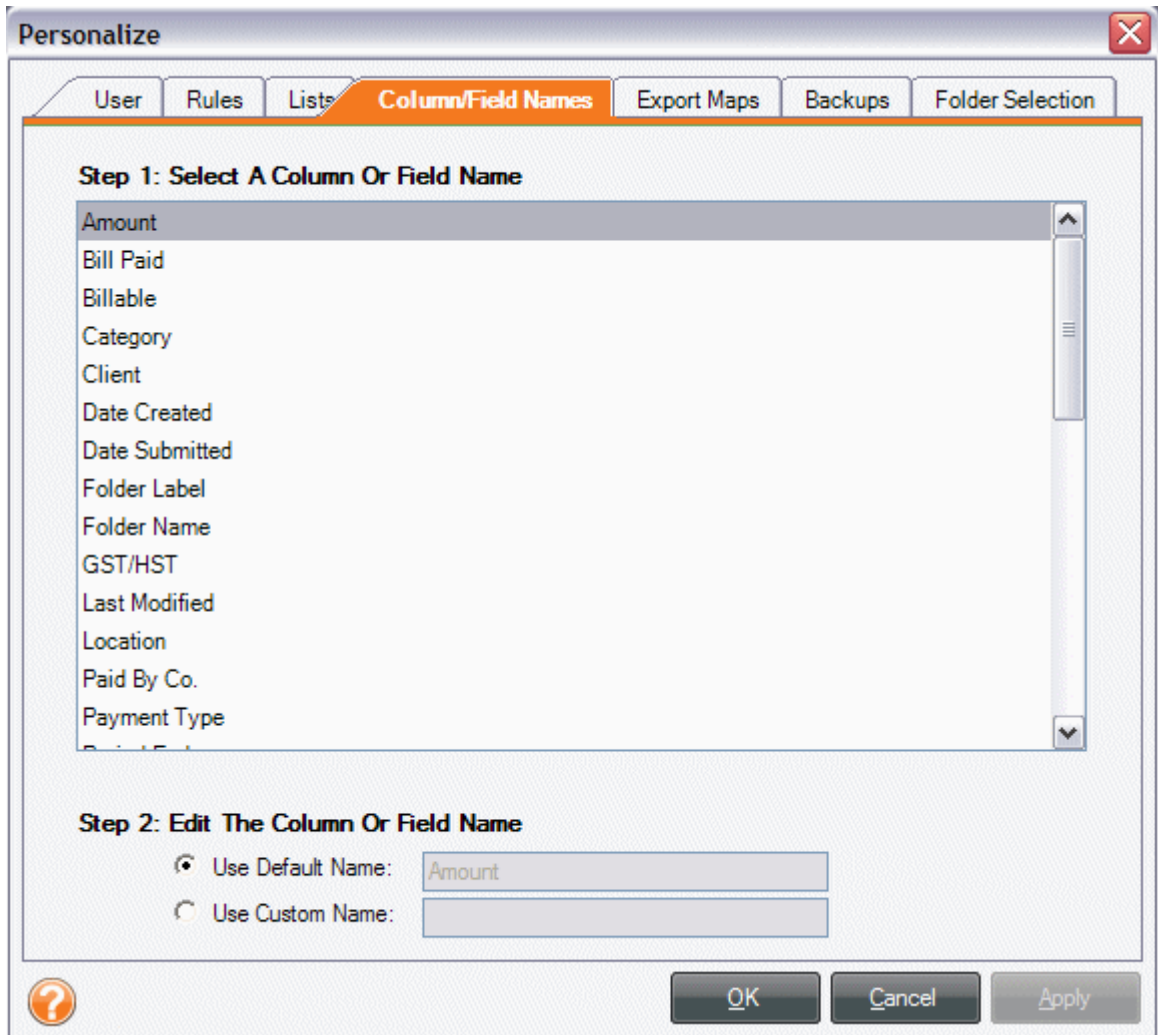 Personalize
User Rules Lists Column/Field Names Export Maps Backups Folder Selection
Step 1: Select A Column Or Field Name
Amount
Bill Paid
Billable
Category
Client
Date Created
Date Submitted
Folder Label
Folder Name
GST/HST
Last Modified
Location
Paid By Co.
Payment Type
Step 2: Edit The Column Or Field Name
Use Default Name: Amount
Use Custom Name:
? OK Cancel Apply